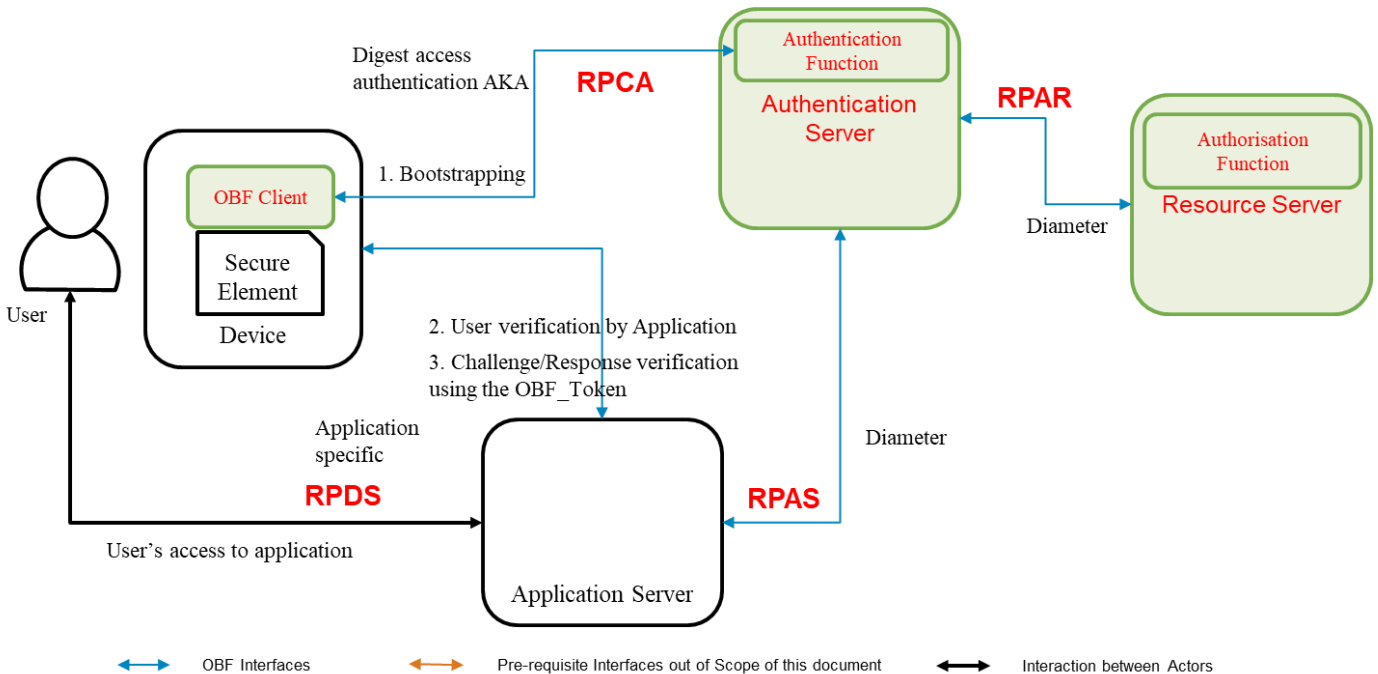 Authentication
Function
Authentication
Server
Digest access
authentication AKA
RPCA
RPAR
Authorisation
Function
Resource Server
1. Bootstrapping
OBF Client
Secure
Element
Device
User
Diameter
2. User verification by Application
3. Challenge/Response verification
using the OBF_Token
Application
specific
RPDS
Diameter
RPAS
User's access to application
Application Server
OBF Interfaces
Pre-requisite Interfaces out of Scope of this document
Interaction between Actors